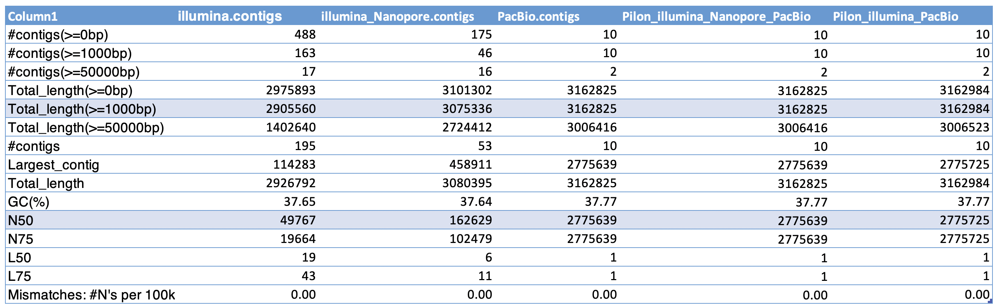 Column1 illumina.contigs illumina_Nanopore.contigs PacBio.contigs Pilon_illumina_Nanopore_PacBio Pilon_illumina_PacBio
#contigs(>=0bp) 488 175 10 10 10
#contigs(>=1000bp) 163 46 10 10 10
#contigs(>=50000bp) 17 16 2 2 2
Total_length(>=0bp) 2975893 3101302 3162825 3162825 3162984
Total_length(>=1000bp) 2905560 3075336 3162825 3162825 3162984
Total_length(>=50000bp) 1402640 2724412 3006416 3006416 3006523
#contigs 195 53 10 10 10
Largest_contig 114283 458911 2775639 2775639 2775725
Total_length 2926792 3080395 3162825 3162825 3162984
GC(%) 37.65 37.64 37.77 37.77 37.77
N50 49767 162629 2775639 2775639 2775725
N75 19664 102479 2775639 2775639 2775725
L50 19 6 1 1 1
L75 43 11 1 1 1
Mismatches: #N's per 100k 0.00 0.00 0.00 0.00 0.00